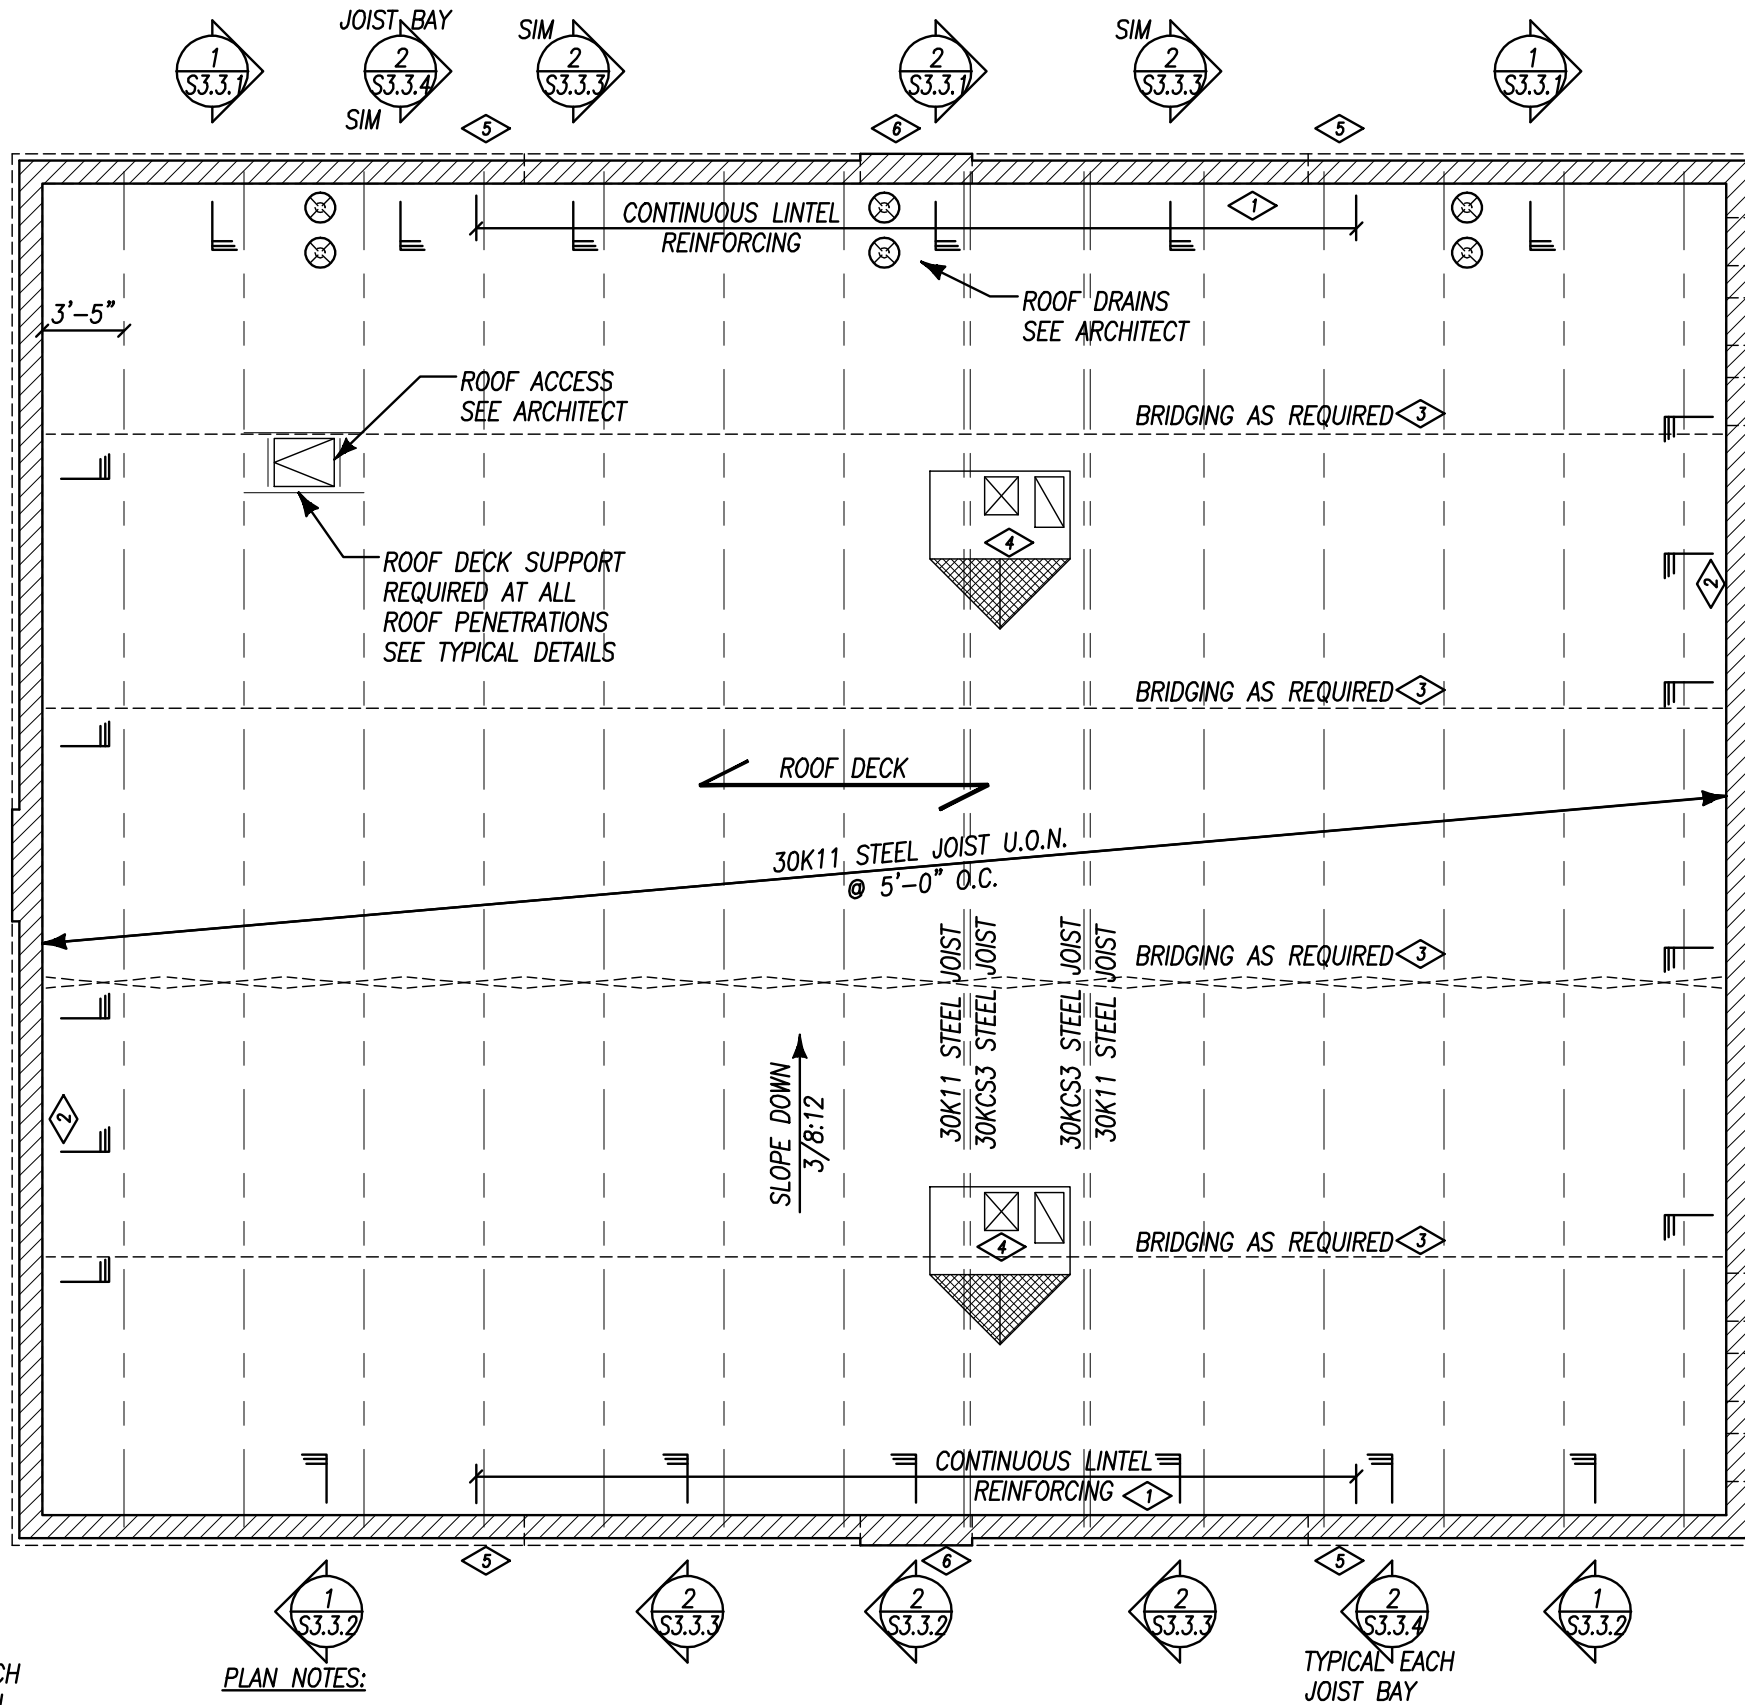 JOIST BAY
SIM
SIM
1
S3.3.1
2
S3.3.4
2
S3.3.3
2
S3.3.1
2
S3.3.3
1
S3.3.1
SIM
5
6
5
CONTINUOUS LINTEL
REINFORCING
1
3'-5"
ROOF DRAINS
SEE ARCHITECT
ROOF ACCESS
SEE ARCHITECT
BRIDGING AS REQUIRED
3
4
ROOF DECK SUPPORT
REQUIRED AT ALL
ROOF PENETRATIONS
SEE TYPICAL DETAILS
2
BRIDGING AS REQUIRED
3
ROOF DECK
30K11 STEEL JOIST U.O.N.
@ 5'-0" O.C.
BRIDGING AS REQUIRED
3
30K11 STEEL JOIST
30KCS3 STEEL JOIST
30KCS3 STEEL JOIST
30K11 STEEL JOIST
SLOPE DOWN
3/8:12
2
BRIDGING AS REQUIRED
3
4
CONTINUOUS LINTEL
REINFORCING
1
5
6
5
1
S3.3.2
2
S3.3.3
2
S3.3.2
2
S3.3.3
2
S3.3.4
1
S3.3.2
TYPICAL EACH
JOIST BAY
PLAN NOTES: